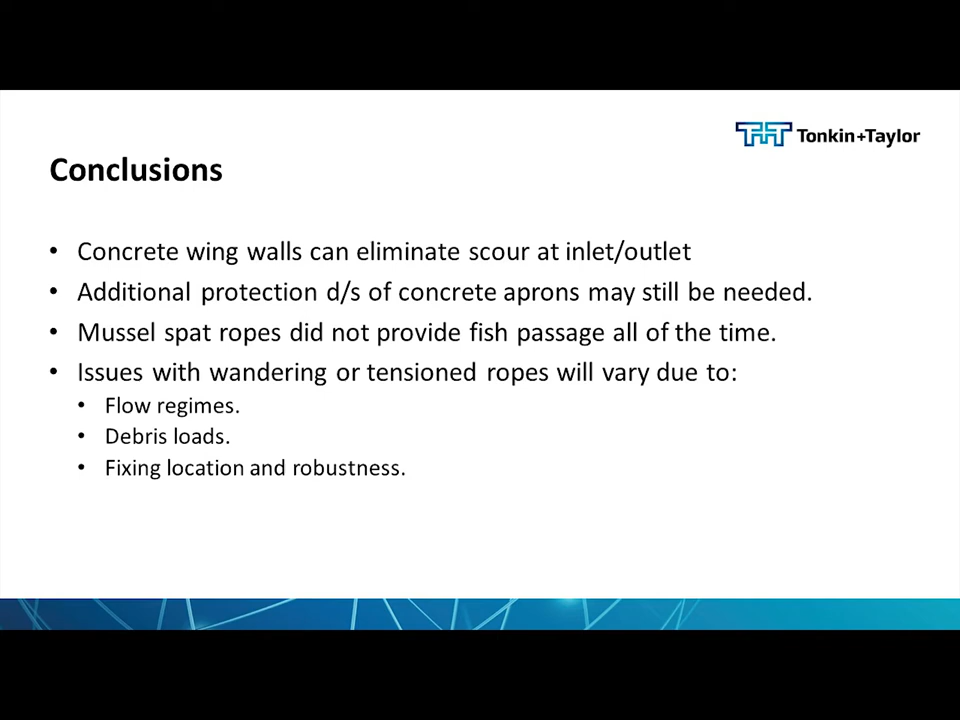 Tonkin+Taylor
Conclusions
• Concrete wing walls can eliminate scour at inlet/outlet
• Additional protection d/s of concrete aprons may still be needed.
• Mussel spat ropes did not provide fish passage all of the time.
• Issues with wandering or tensioned ropes will vary due to:
• Flow regimes.
• Debris loads.
• Fixing location and robustness.